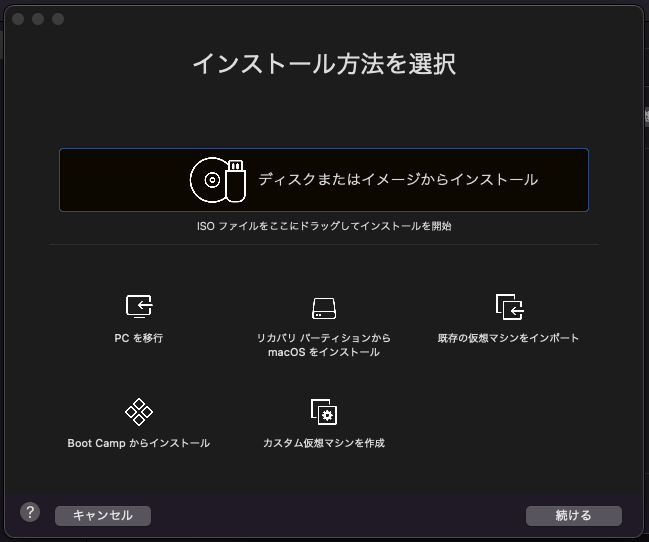 インストール方法を選択
ディスクまたはイメージからインストール
ISO ファイルをここにドラッグしてインストールを開始
PC を移行
リカバリ パーティションから
macOS をインストール
既存の仮想マシンをインポート
Boot Camp からインストール
カスタム仮想マシンを作成
?
キャンセル
続ける